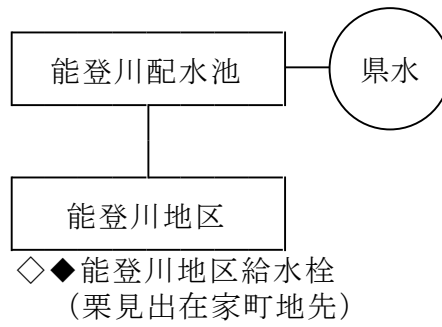 能登川配水池
県水
能登川地区
◇◆能登川地区給水栓
（栗見出在家町地先）